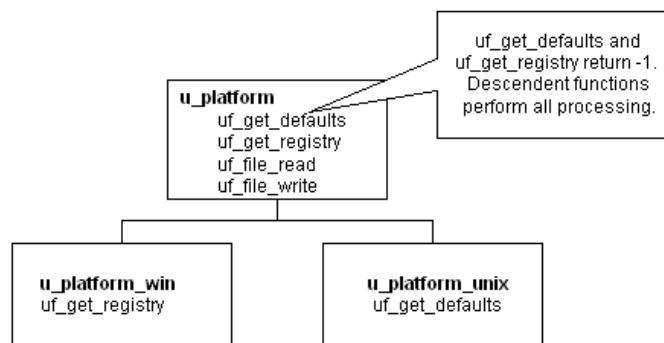 uf_get_defaults and
uf_get_registry return -1.
Descendent functions
perform all processing.
u_platform
uf_get_defaults
uf_get_registry
uf_file_read
uf_file_write
u_platform_win
uf_get_registry
u_platform_unix
uf_get_defaults